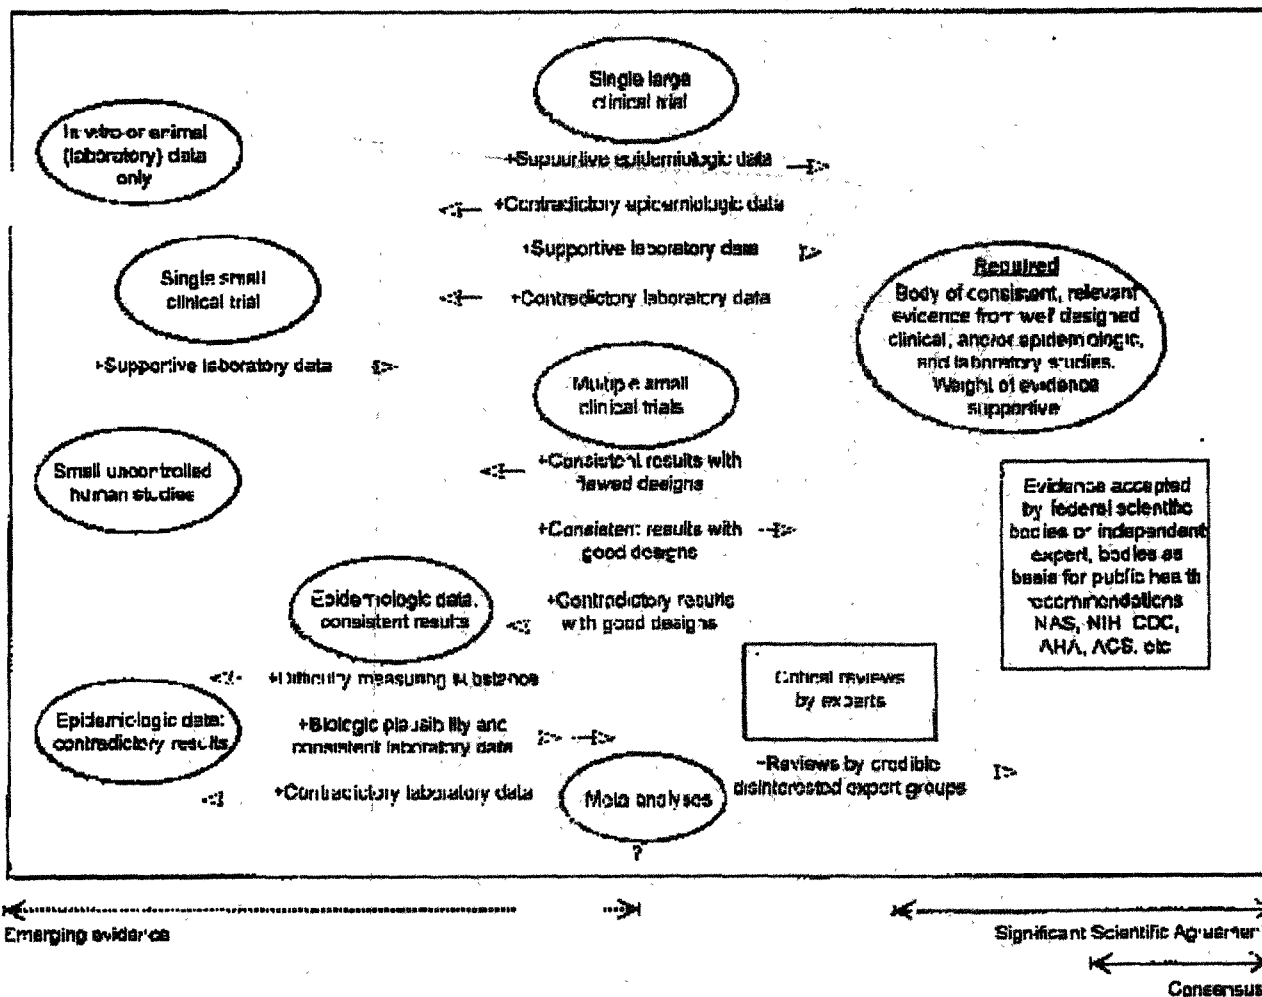 Single large
clinical trial
In vitro or animal
(laboratory) data
only
+Supportive epidemiologic data
+Contradictory epidemiologic data
+Supportive laboratory data
+Contradictory laboratory data
Single small
clinical trial
+Supportive laboratory data
Required
Body of consistent, relevant
evidence from well designed
clinical, and/or epidemiologic,
and laboratory studies.
Weight of evidence
supportive
Multiple small
clinical trials
Small uncontrolled
human studies
+Consistent results with
flawed designs
+Consistent results with
good designs
Evidence accepted
by federal scientific
bodies or independent
expert, bodies as
basis for public health
recommendations
NAS, NIH, CDC,
AHA, ACS, etc
Epidemiologic data,
consistent results
+Contradictory results
with good designs
+Difficulty measuring substance
Critical reviews
by experts
Epidemiologic data:
contradictory results
+Biologic plausibility and
consistent laboratory data
+Contradictory laboratory data
Meta analyses
?
+Reviews by credible
disinterested expert groups
Emerging evidence
Significant Scientific Agreemen
Consensus